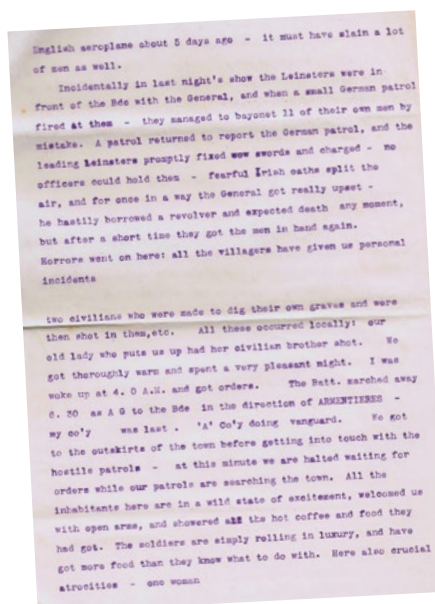 English aeroplane about 5 days ago - it must have slain a lot
of men as well.
Incidentally in last night's show the Leinsters were in
front of the Bde with the General, and when a small German patrol
fired at them - they managed to bayonet 11 of their own men by
mistake. A patrol returned to report the German patrol, and the
leading Leinsters promptly fixed swords and charged - no
officers could hold them - fearful Irish oaths split the
air, and for once in a way the General got really upset -
he hastily borrowed a revolver and expected death any moment,
but after a short time they got the men in hand again.
Horrors went on here: all the villagers have given us personal
incidents
two civilians who were made to dig their own graves and were
then shot in them,etc. All these occurred locally: our
old lady who puts us up had her civilian brother shot. We
got thoroughly warm and spent a very pleasant night. I was
woke up at 4. 0 A.M. and got orders. The Batt. marched away
6. 30 as A G to the Bde in the direction of ARMENTIERES -
my co'y was last. 'A' Co'y doing vanguard. We got
to the outskirts of the town before getting into touch with the
hostile patrols - at this minute we are halted waiting for
orders while our patrols are searching the town. All the
inhabitants here are in a wild state of excitement, welcomed us
with open arms, and showered all the hot coffee and food they
had got. The soldiers are simply rolling in luxury, and have
got more food than they know what to do with. Here also crucial
atrocities - one woman